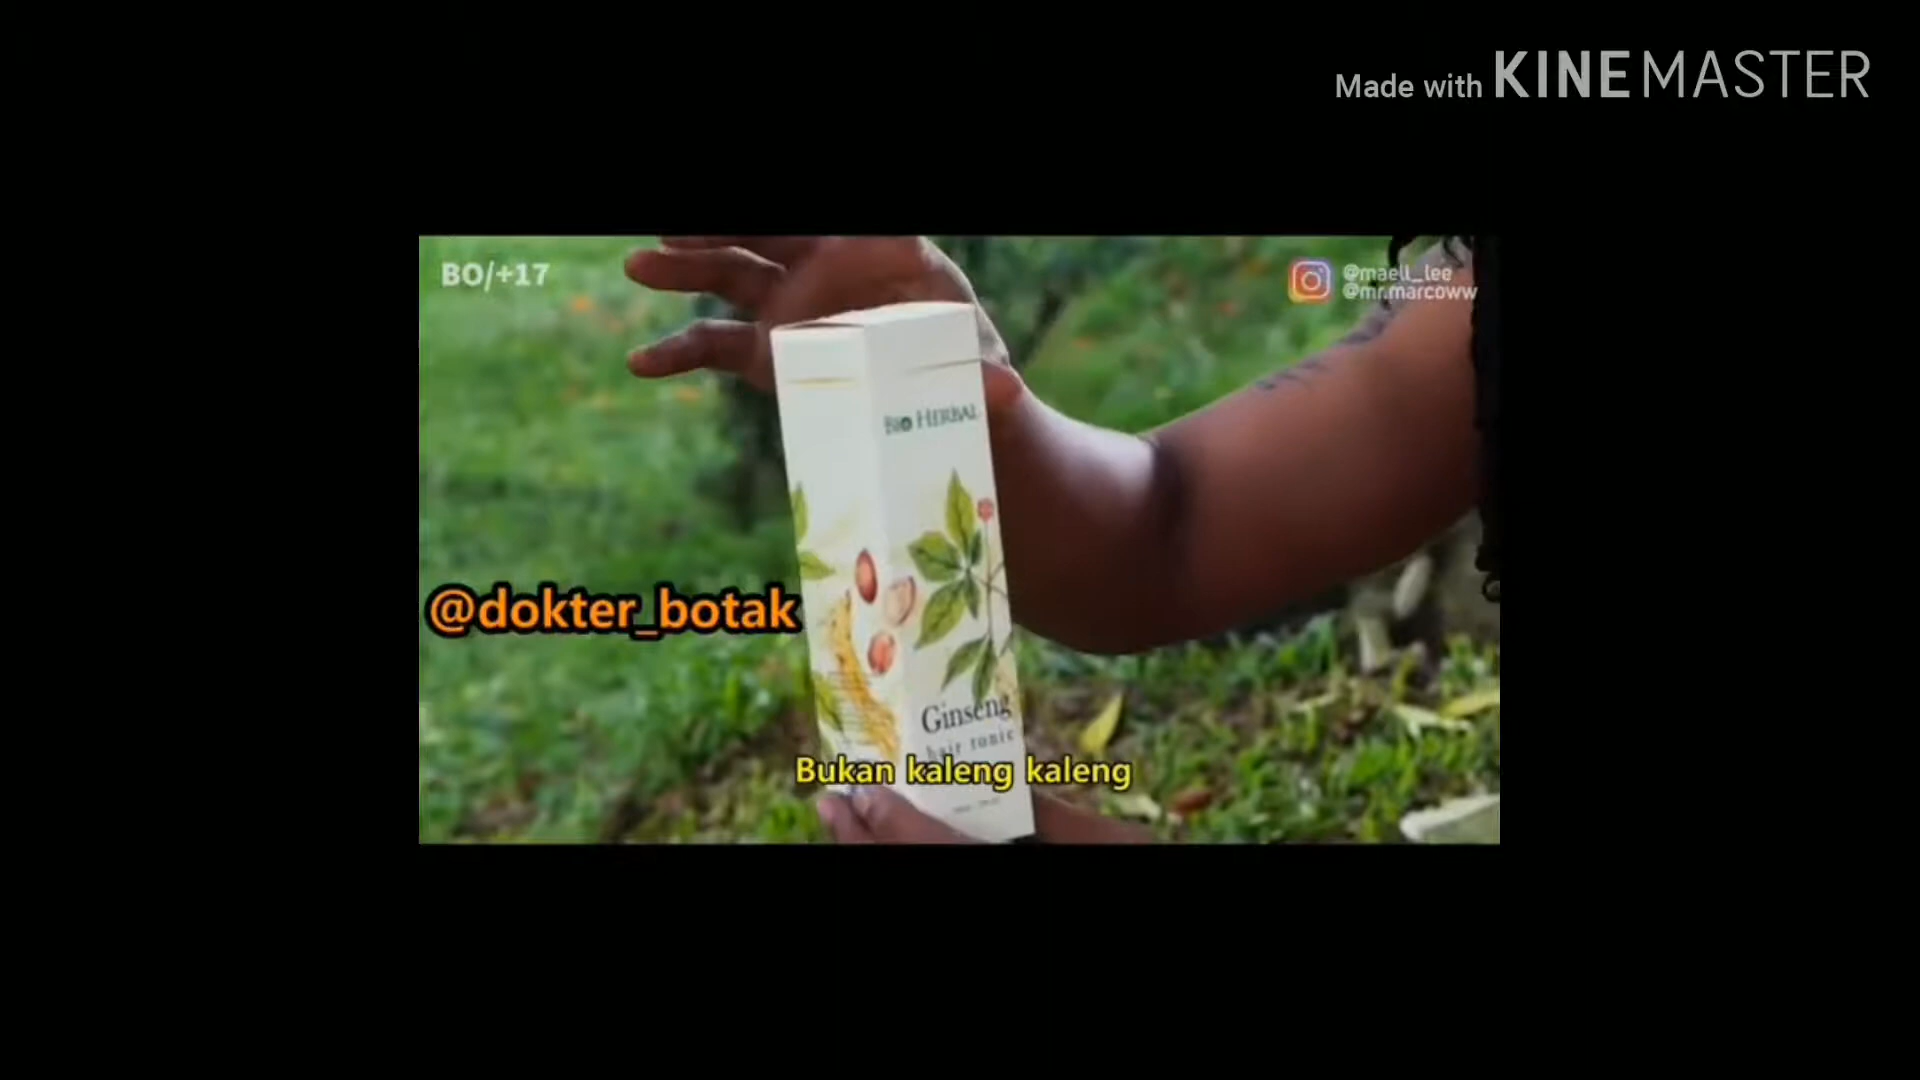 Made with KINEMASTER
BO/+17
@maell_lee
@mr.marcoww
BIO HERBAL
@dokter_botak
Ginseng
hair tonic
Bukan kaleng kaleng